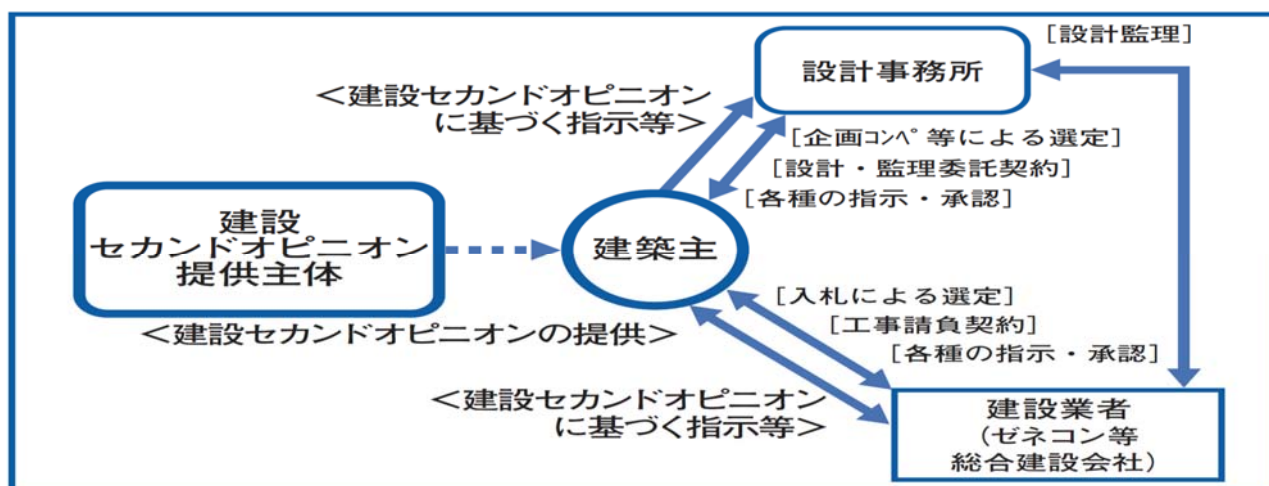 [設計監理]
設計事務所
<建設セカンドオピニオン
に基づく指示等>
[企画ｺﾝﾍﾟ等による選定]
[設計・監理委託契約]
[各種の指示・承認]
建設
セカンドオピニオン
提供主体
建築主
<建設セカンドオピニオンの提供>
[入札による選定]
[工事請負契約]
[各種の指示・承認]
<建設セカンドオピニオン
に基づく指示等>
建設業者
(ゼネコン等
総合建設会社)